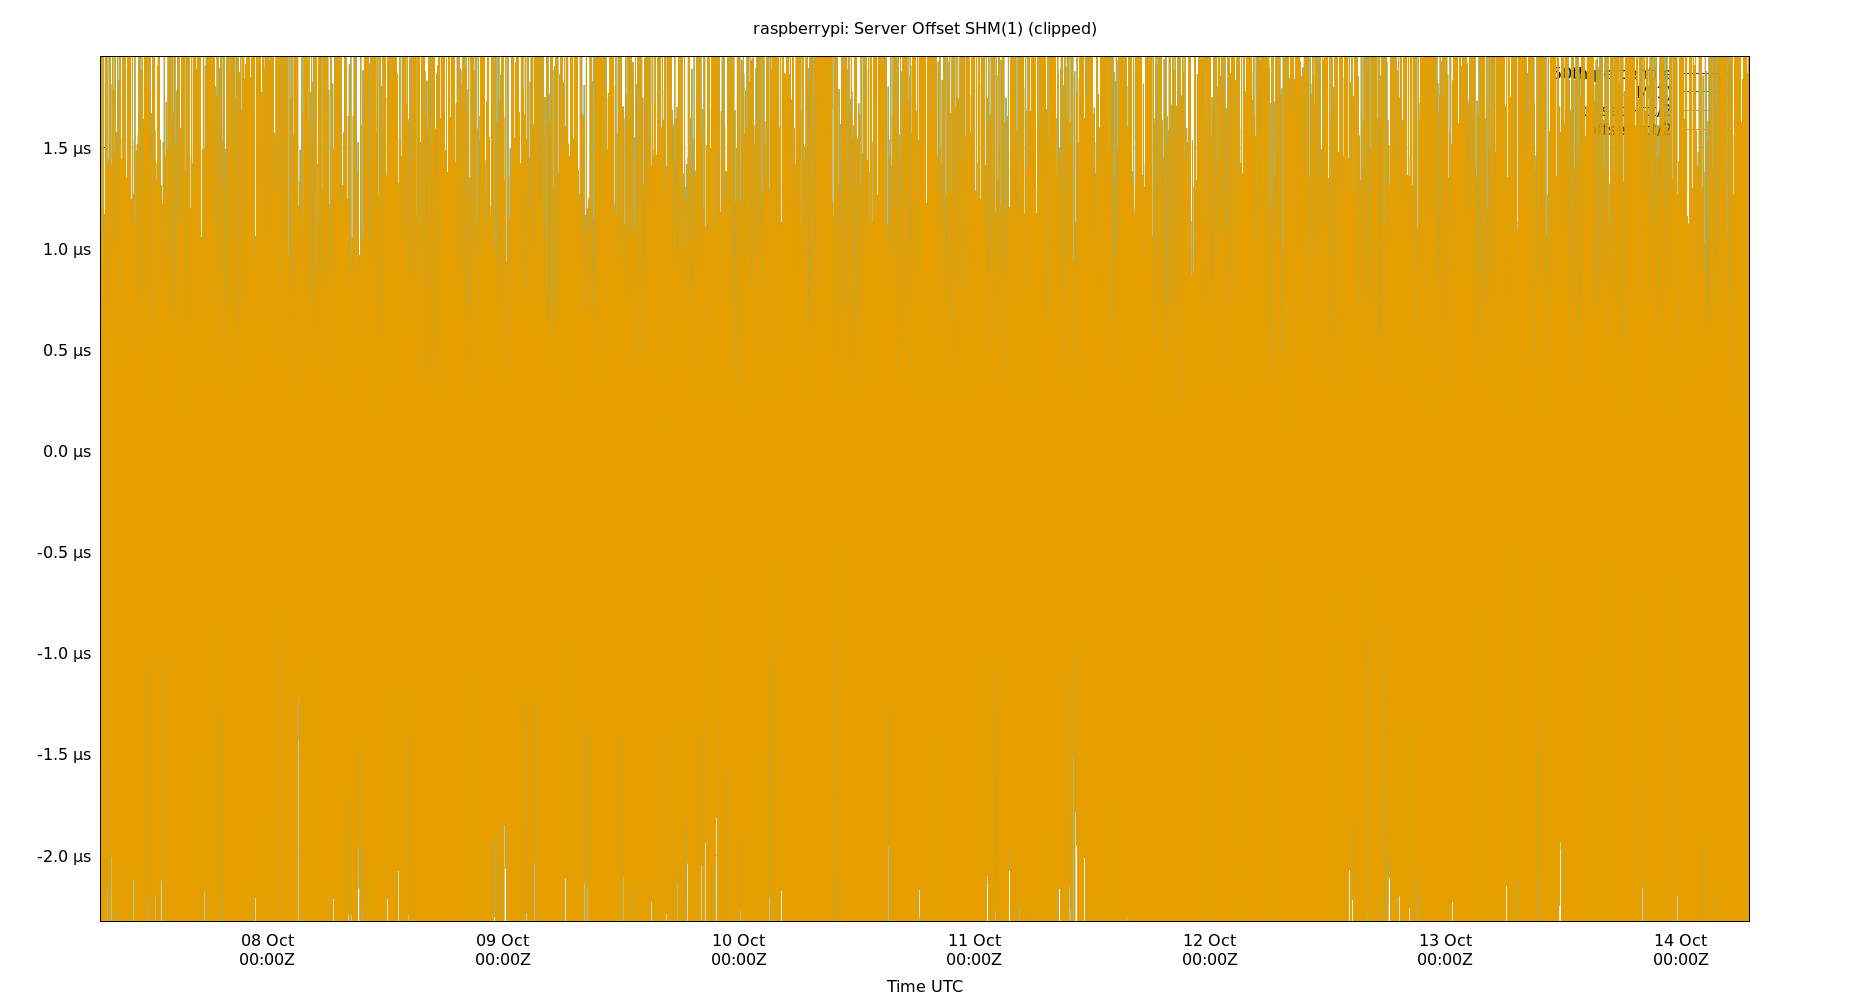 raspberrypi: Server Offset SHM(1) (clipped)
50th percentile
1.5 µs
1.0 µs
0.5 µs
0.0 µs
-0.5 µs
-1.0 µs
-1.5 µs
-2.0 µs
08 Oct 09 Oct 10 Oct 11 Oct 12 Oct 13 Oct 14 Oct
00:00Z 00:00Z 00:00Z 00:00Z 00:00Z 00:00Z 00:00Z
Time UTC